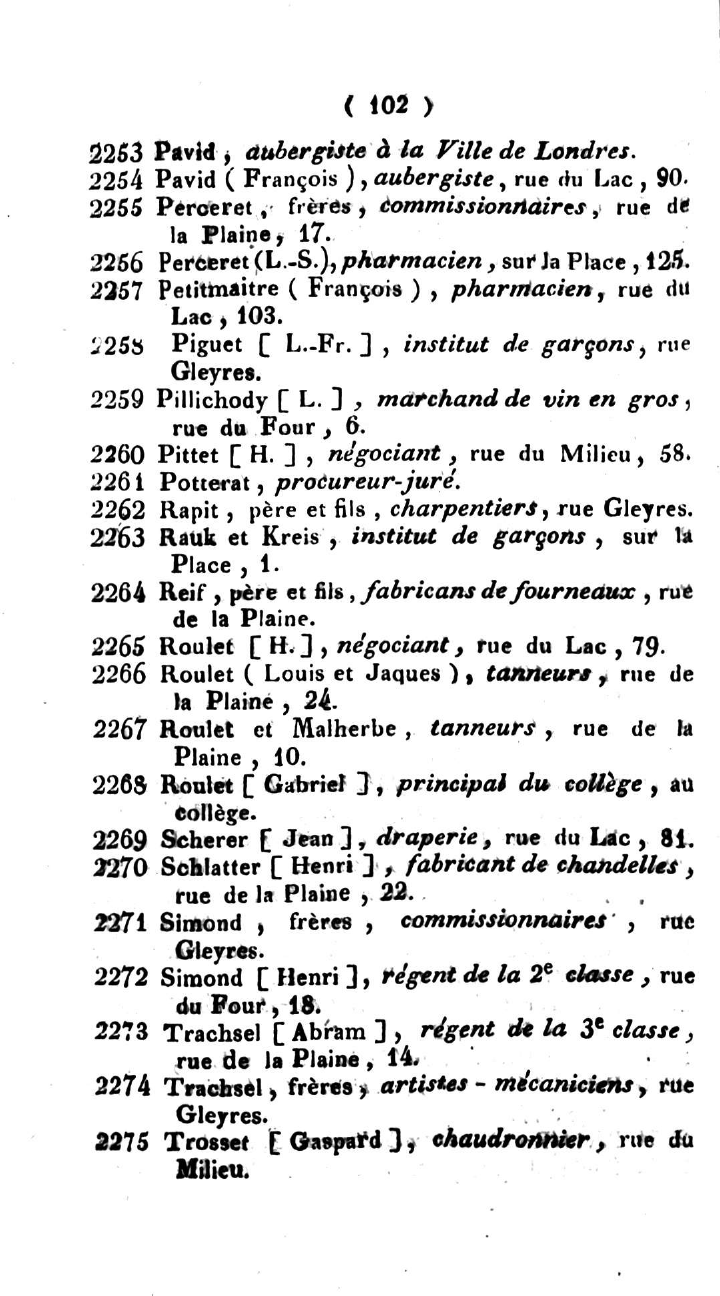 ( 102 )
2253 Pavid, aubergiste à la Ville de Londres.
2254 Pavid ( François ), aubergiste, rue du Lac, 90.
2255 Perceret, frères, commissionnaires, rue de
la Plaine, 17.
2256 Perceret (L.-S.), pharmacien, sur la Place, 125.
2257 Petitmaitre ( François ), pharmacien, rue du
Lac, 103.
2258 Piguet [ L.-Fr. ], institut de garçons, rue
Gleyres.
2259 Pillichody [ L. ], marchand de vin en gros,
rue du Four, 6.
2260 Pittet [ H. ], négociant, rue du Milieu, 58.
2261 Potterat, procureur-juré.
2262 Rapit, père et fils, charpentiers, rue Gleyres.
2263 Rauk et Kreis, institut de garçons, sur la
Place, 1.
2264 Reif, père et fils, fabricans de fourneaux, rue
de la Plaine.
2265 Roulet [ H. ], négociant, rue du Lac, 79.
2266 Roulet ( Louis et Jaques ), tanneurs, rue de
la Plaine, 24.
2267 Roulet et Malherbe, tanneurs, rue de la
Plaine, 10.
2268 Roulet [ Gabriel ], principal du collège, au
collège.
2269 Scherer [ Jean ], draperie, rue du Lac, 81.
2270 Schlatter [ Henri ], fabricant de chandelles,
rue de la Plaine, 22.
2271 Simond, frères, commissionnaires, rue
Gleyres.
2272 Simond [ Henri ], régent de la 2e classe, rue
du Four, 18.
2273 Trachsel [ Abram ], régent de la 3e classe,
rue de la Plaine, 14.
2274 Trachsel, frères, artistes-mécaniciens, rue
Gleyres.
2275 Trosset [ Gaspard ], chaudronnier, rue du
Milieu.